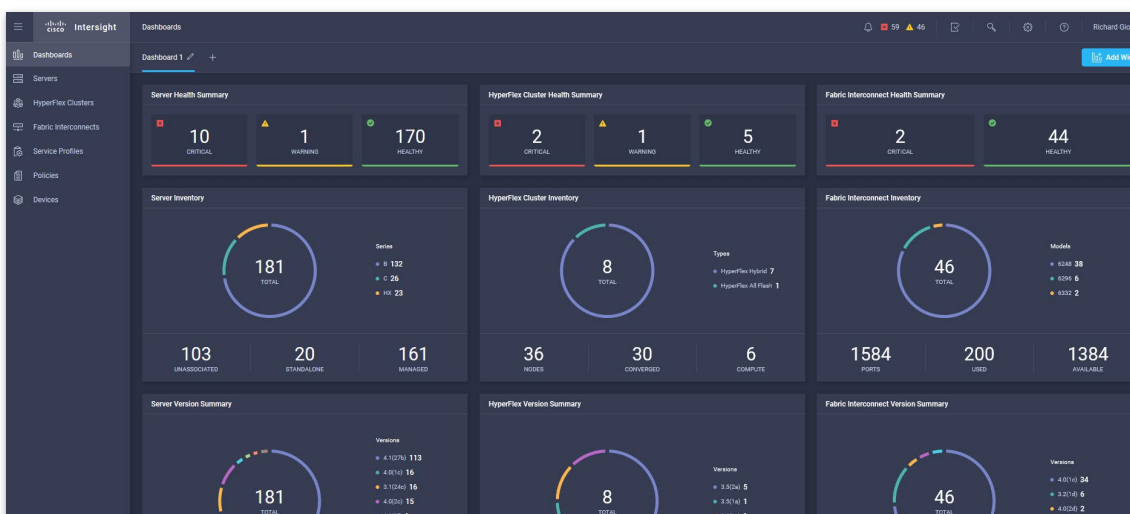 cisco Intersight
Dashboards
59 46
Richard Gio
Dashboards
Servers
HyperFlex Clusters
Fabric Interconnects
Service Profiles
Policies
Devices
Dashboard 1
+
Add Wi
Server Health Summary
10
CRITICAL
1
WARNING
170
HEALTHY
HyperFlex Cluster Health Summary
2
CRITICAL
1
WARNING
5
HEALTHY
Fabric Interconnect Health Summary
2
CRITICAL
44
HEALTHY
Server Inventory
181
TOTAL
Series
B 132
C 26
HX 23
103
UNASSOCIATED
20
STANDALONE
161
MANAGED
HyperFlex Cluster Inventory
8
TOTAL
Types
HyperFlex Hybrid 7
HyperFlex All Flash 1
36
NODES
30
CONVERGED
6
COMPUTE
Fabric Interconnect Inventory
46
TOTAL
Models
6248 38
6296 6
6332 2
1584
PORTS
200
USED
1384
AVAILABLE
Server Version Summary
181
TOTAL
Versions
4.1(27b) 113
4.0(1c) 16
3.1(24c) 16
4.0(2c) 15
HyperFlex Version Summary
8
TOTAL
Versions
3.5(2a) 5
3.5(1a) 1
Fabric Interconnect Version Summary
46
TOTAL
Versions
4.0(1c) 34
3.2(1d) 6
4.0(2d) 2